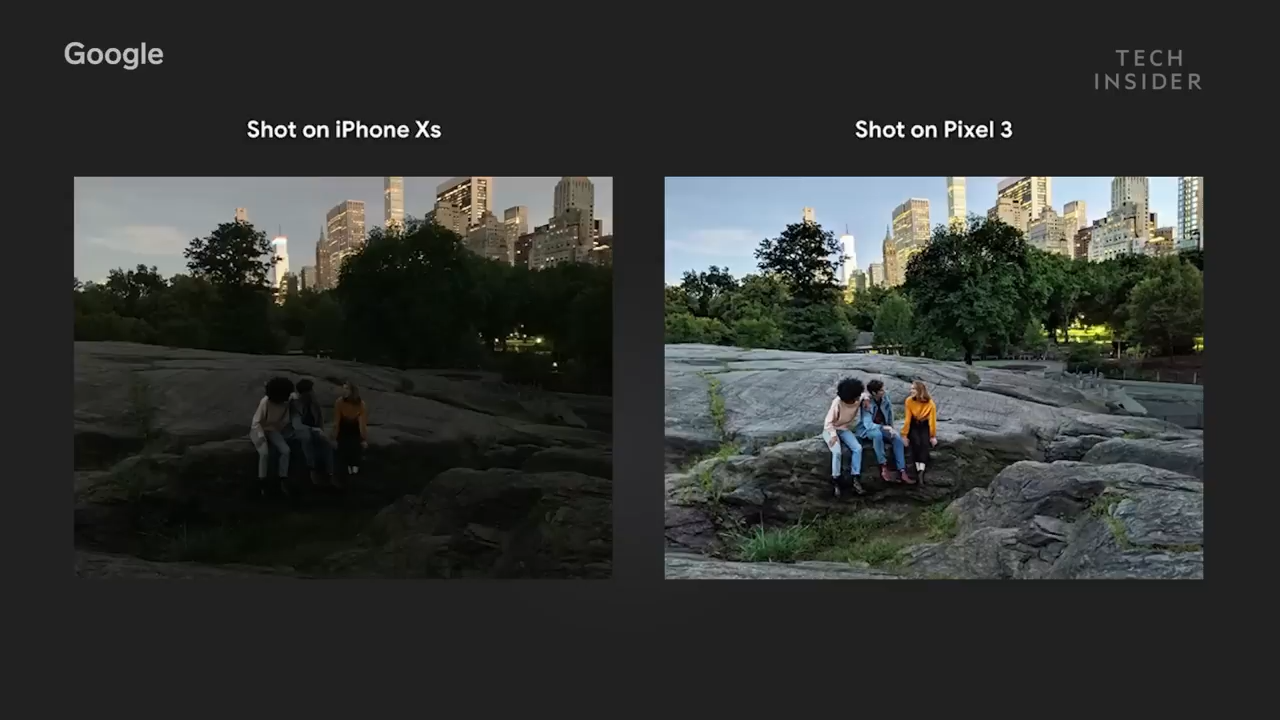 Google
TECH
INSIDER
Shot on iPhone Xs
Shot on Pixel 3